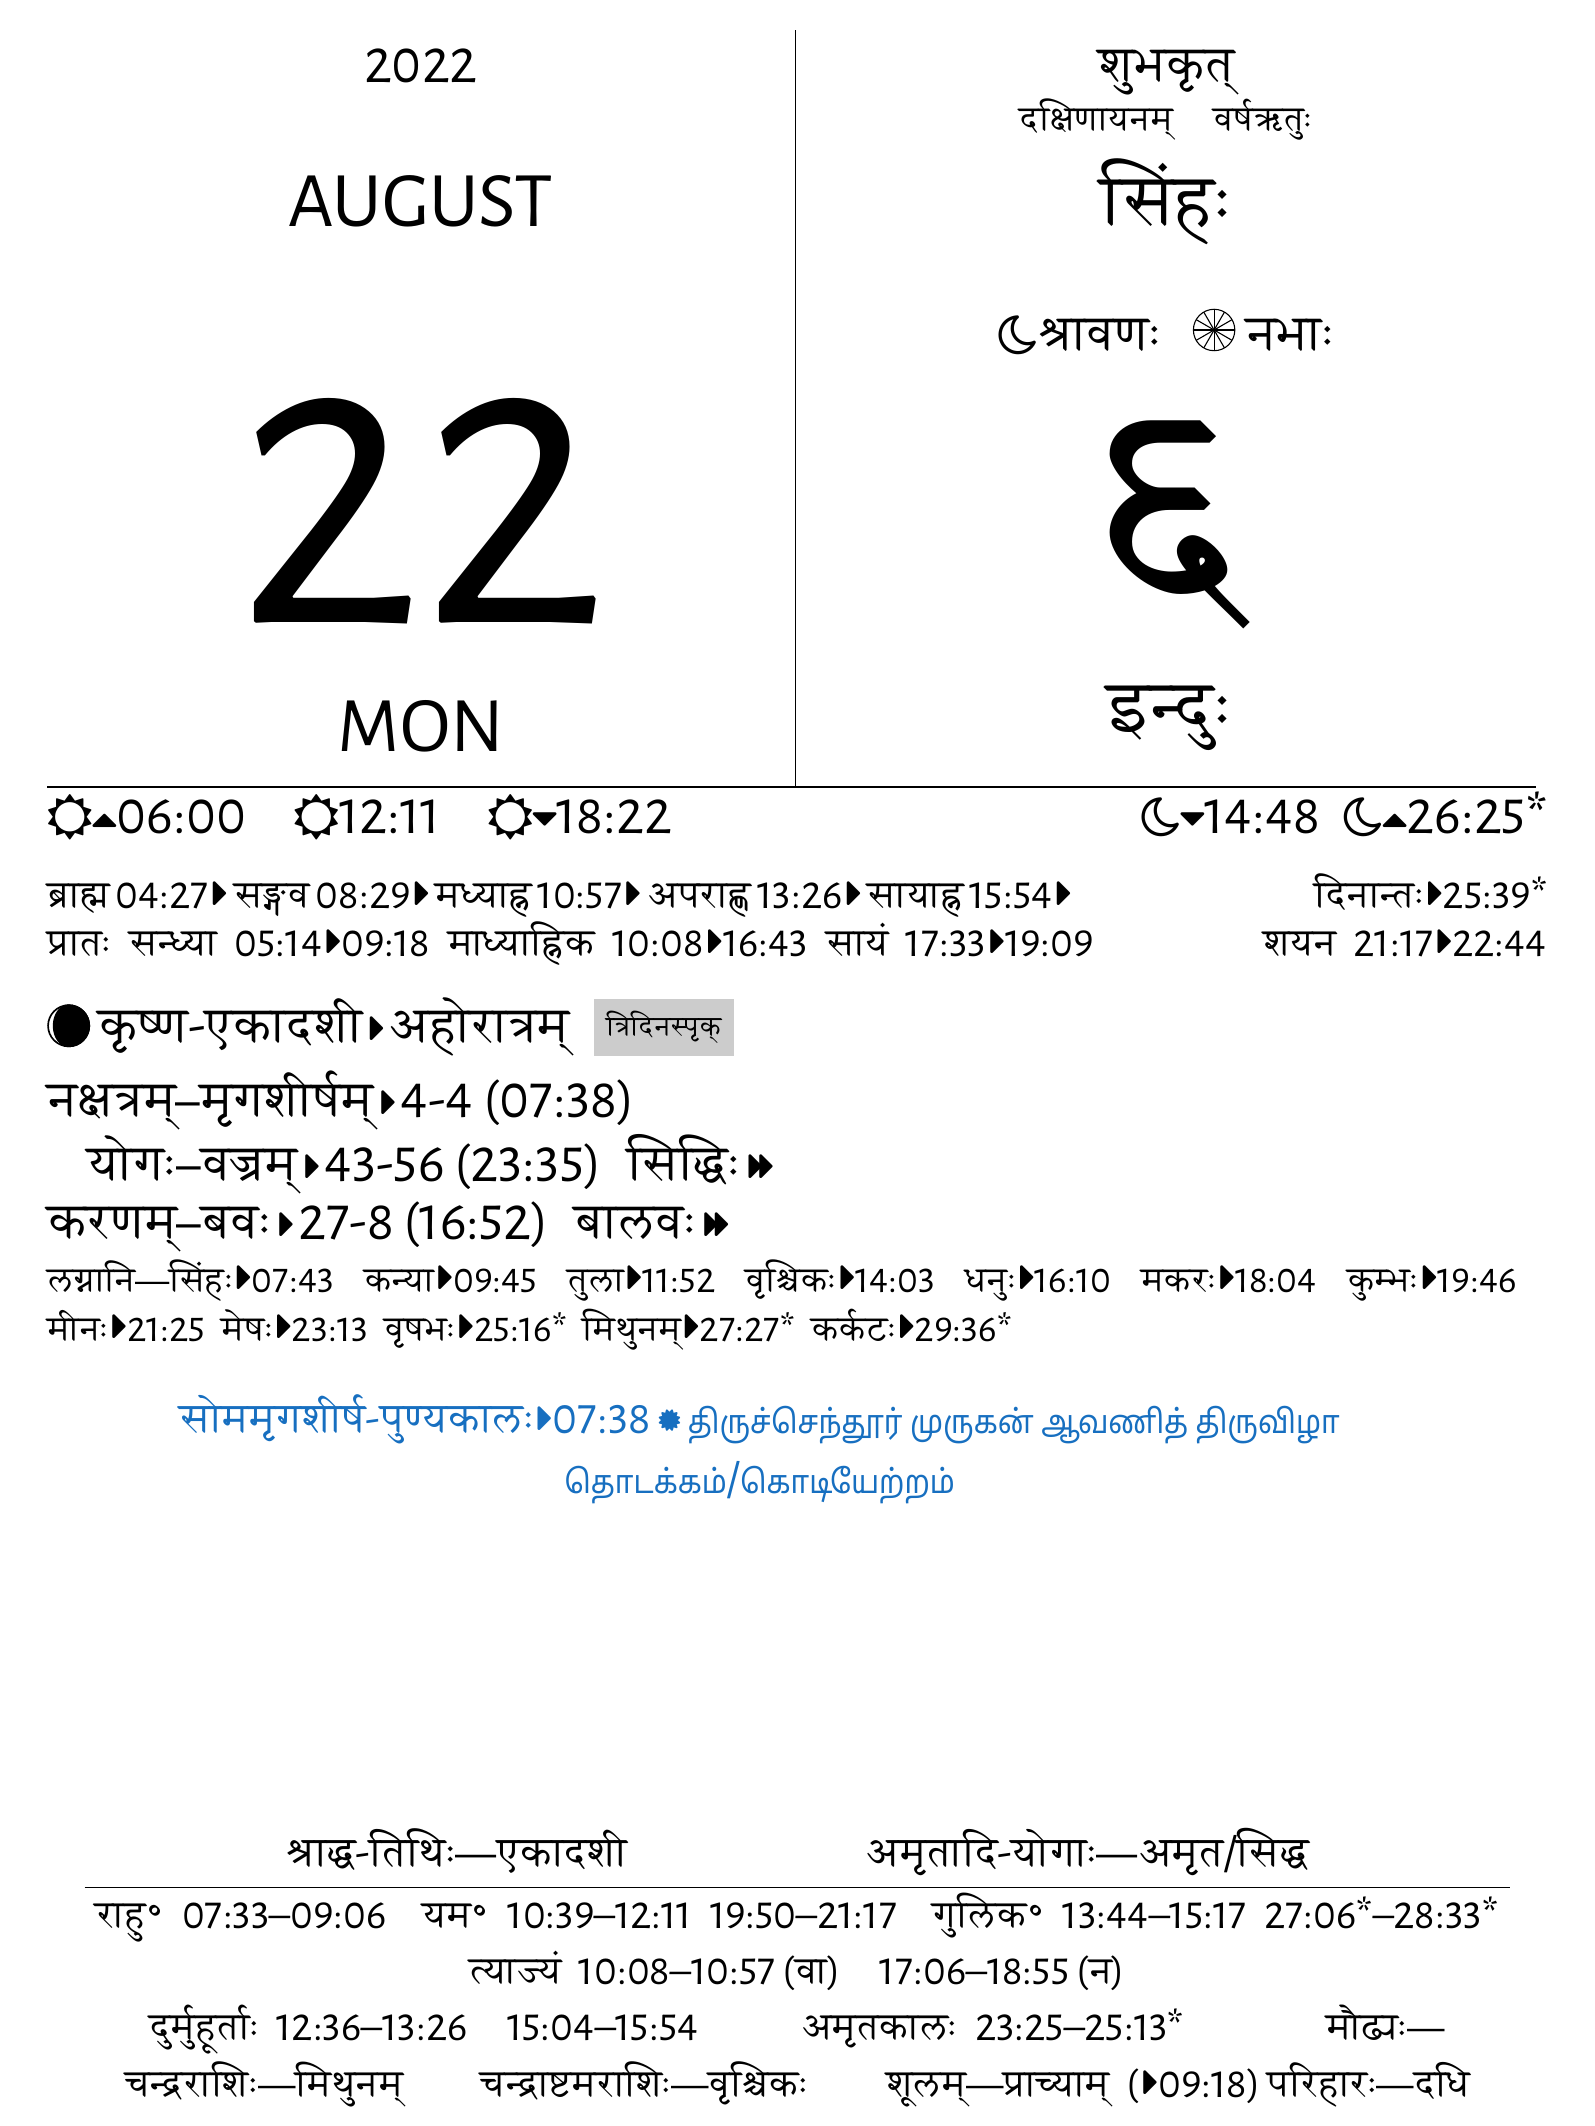 2022
AUGUST
22
MON
शुभकृत्
दक्षिणायनम् वर्षऋतुः
सिंहः
श्रावणः नभाः
६
इन्दुः
06:00 12:11 18:22 14:48 26:25*
ब्राह्म 04:27 सङ्गव 08:29 मध्याह्न 10:57 अपराह्ण 13:26 सायाह्न 15:54 दिनान्तः 25:39*
प्रातः सन्ध्या 05:14 09:18 माध्याह्निक 10:08 16:43 सायं 17:33 19:09 शयन 21:17 22:44
कृष्ण-एकादशी अहोरात्रम् त्रिदिनस्पृक्
नक्षत्रम्–मृगशीर्षम् 4-4 (07:38)
योगः–वज्रम् 43-56 (23:35) सिद्धिः
करणम्–बवः 27-8 (16:52) बालवः
लग्नानि—सिंहः 07:43 कन्या 09:45 तुला 11:52 वृश्चिकः 14:03 धनुः 16:10 मकरः 18:04 कुम्भः 19:46
मीनः 21:25 मेषः 23:13 वृषभः 25:16* मिथुनम् 27:27* कर्कटः 29:36*
सोममृगशीर्ष-पुण्यकालः 07:38 திருச்செந்தூர் முருகன் ஆவணித் திருவிழா
தொடக்கம்/கொடியேற்றம்
श्राद्ध-तिथिः—एकादशी अमृतादि-योगाः—अमृत/सिद्ध
राहु॰ 07:33–09:06 यम॰ 10:39–12:11 19:50–21:17 गुलिक॰ 13:44–15:17 27:06*–28:33*
त्याज्यं 10:08–10:57 (वा) 17:06–18:55 (न)
दुर्मुहूर्ताः 12:36–13:26 15:04–15:54 अमृतकालः 23:25–25:13* मौढ्यः—
चन्द्रराशिः—मिथुनम् चन्द्राष्टमराशिः—वृश्चिकः शूलम्—प्राच्याम् (09:18) परिहारः—दधि